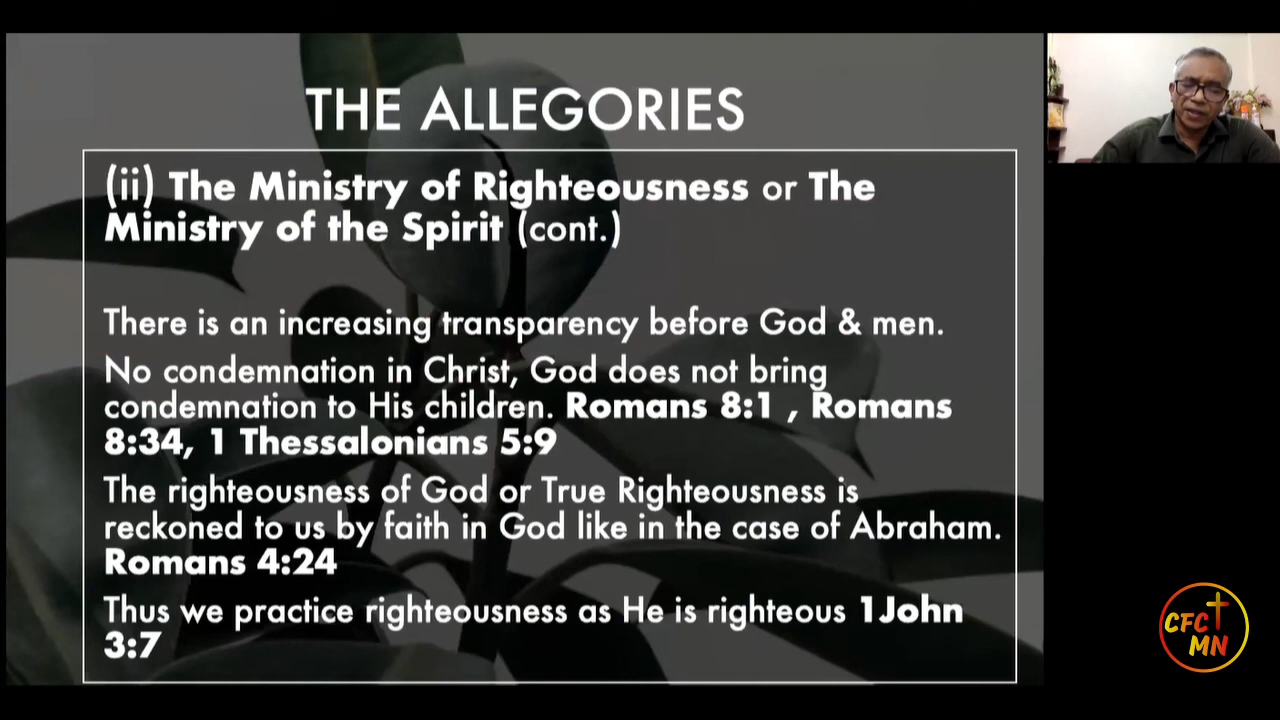 THE ALLEGORIES
(ii) The Ministry of Righteousness or The
Ministry of the Spirit (cont.)
There is an increasing transparency before God & men.
No condemnation in Christ, God does not bring
condemnation to His children. Romans 8:1 , Romans
8:34, 1 Thessalonians 5:9
The righteousness of God or True Righteousness is
reckoned to us by faith in God like in the case of Abraham.
Romans 4:24
Thus we practice righteousness as He is righteous 1John
3:7
CFC
MN